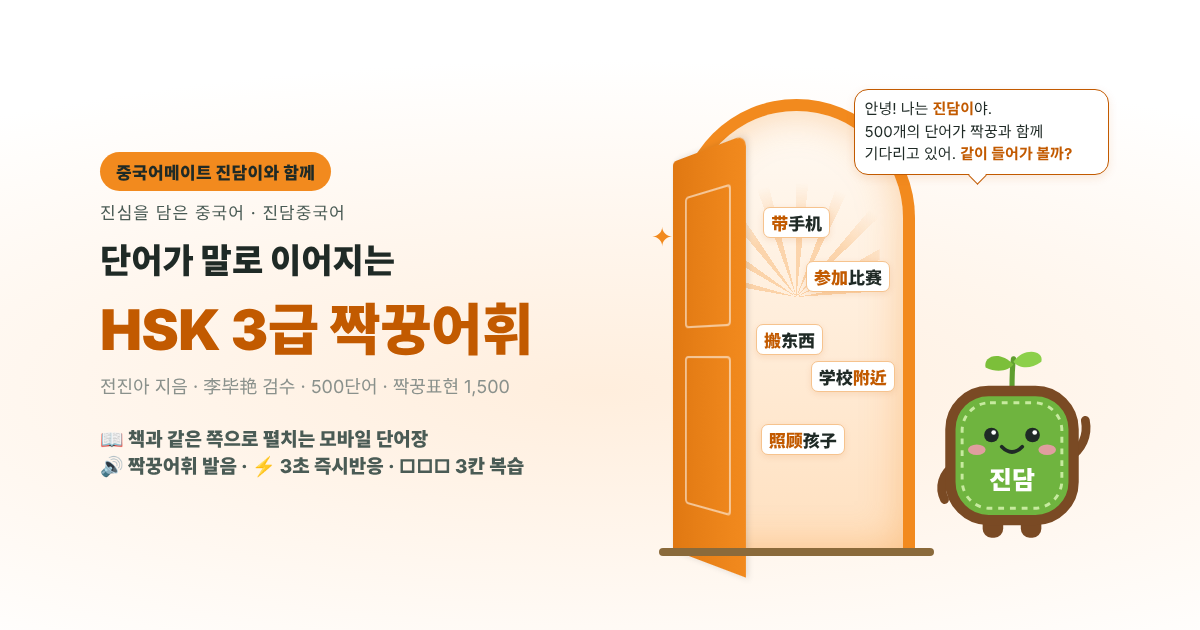 중국어메이트 진담이와 함께
진심을 담은 중국어 · 진담중국어
단어가 말로 이어지는
HSK 3급 짝꿍어휘
전진아 지음 · 李毕艳 검수 · 500단어 · 짝꿍표현 1,500
📖 책과 같은 쪽으로 펼치는 모바일 단어장
🔊 짝꿍어휘 발음 · ⚡ 3초 즉시반응 · □□□ 3칸 복습
안녕! 나는 진담이야.
500개의 단어가 짝꿍과 함께
기다리고 있어. 같이 들어가 볼까?
带手机
参加比赛
搬东西
学校附近
照顾孩子
진담